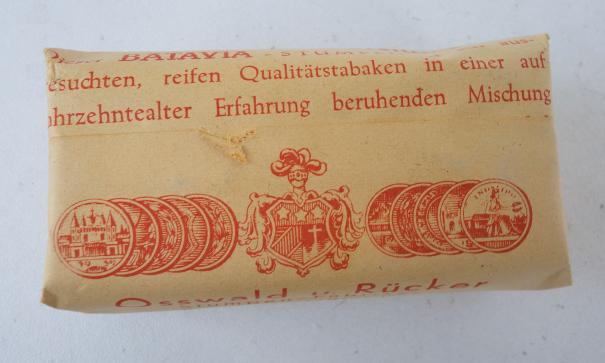 BATAVIA
esuchten, reifen Qualitätstabaken in einer auf
ahrzehntealter Erfahrung beruhenden Mischung
Osswald u. Rücker